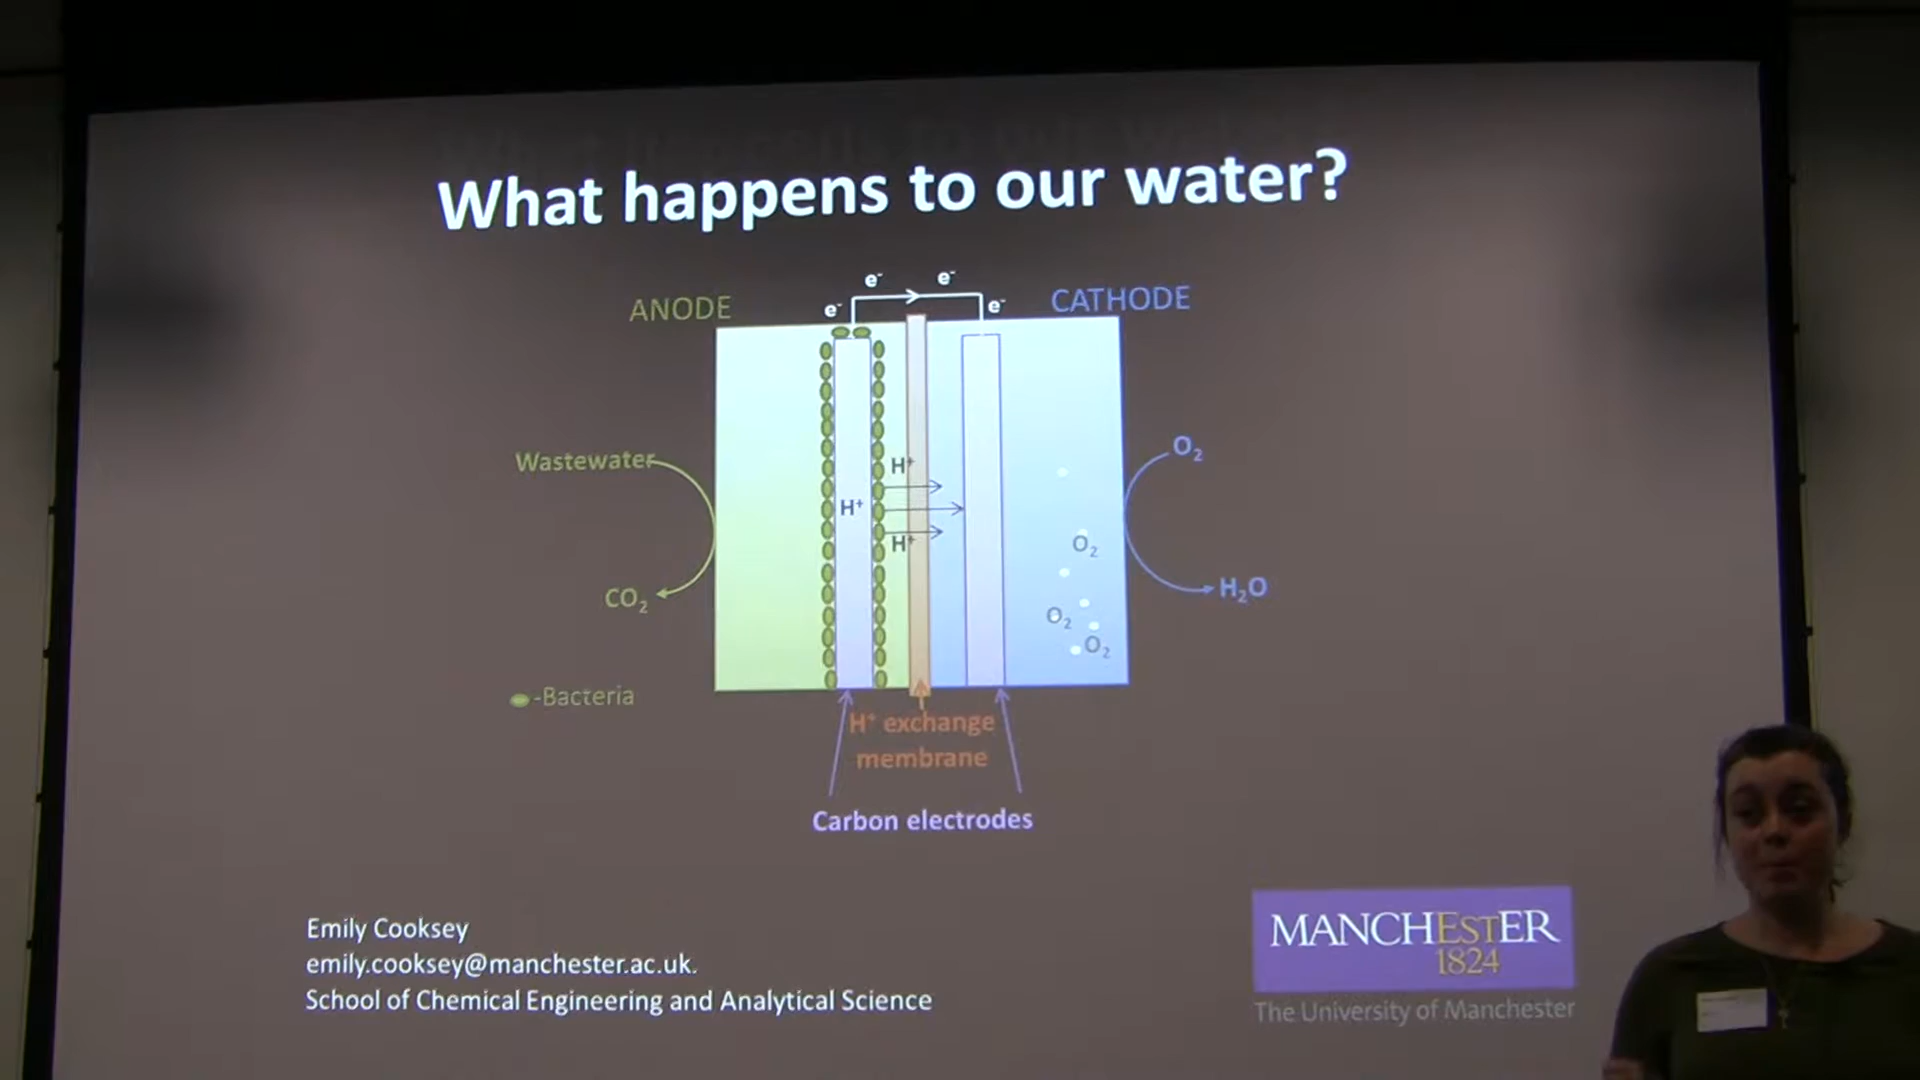 What happens to our water?
e⁻ e⁻
ANODE e⁻ e⁻ CATHODE
Wastewater
O₂
H⁺
H⁺
H⁺
O₂
CO₂
H₂O
O₂
O₂
-Bacteria
H⁺ exchange
membrane
Carbon electrodes
Emily Cooksey
emily.cooksey@manchester.ac.uk.
School of Chemical Engineering and Analytical Science
MANCHEstER
1824
The University of Manchester